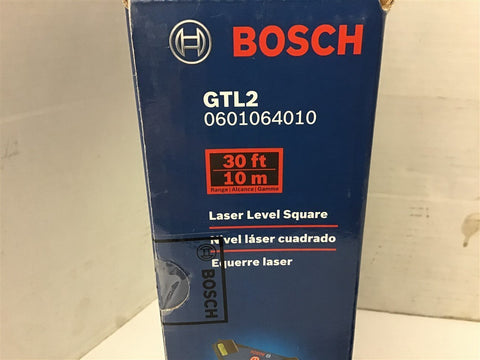 BOSCH
GTL2
0601064010
30 ft
10 m
Range|Alcance|Gamme
Laser Level Square
Nivel láser cuadrado
Equerre laser
BOSCH